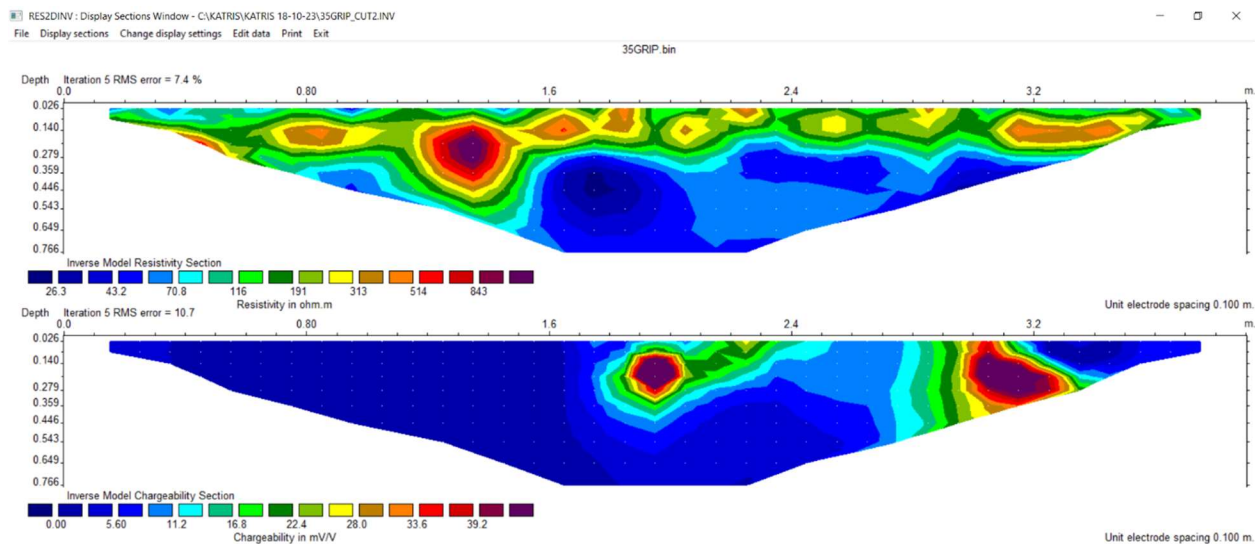 RES2DINV : Display Sections Window - C:\KATRIS\KATRIS 18-10-23\35GRIP_CUT2.INV
File Display sections Change display settings Edit data Print Exit
35GRIP.bin
Depth Iteration 5 RMS error = 7.4 %
0.0 0.80 1.6 2.4 3.2 m.
0.026
0.140
0.279
0.359
0.446
0.543
0.649
0.766
Inverse Model Resistivity Section
26.3 43.2 70.8 116 191 313 514 843
Resistivity in ohm.m
Unit electrode spacing 0.100 m.
Depth Iteration 5 RMS error = 10.7
0.0 0.80 1.6 2.4 3.2 m.
0.026
0.140
0.279
0.359
0.446
0.543
0.649
0.766
Inverse Model Chargeability Section
0.00 5.60 11.2 16.8 22.4 28.0 33.6 39.2
Chargeability in mV/V
Unit electrode spacing 0.100 m.